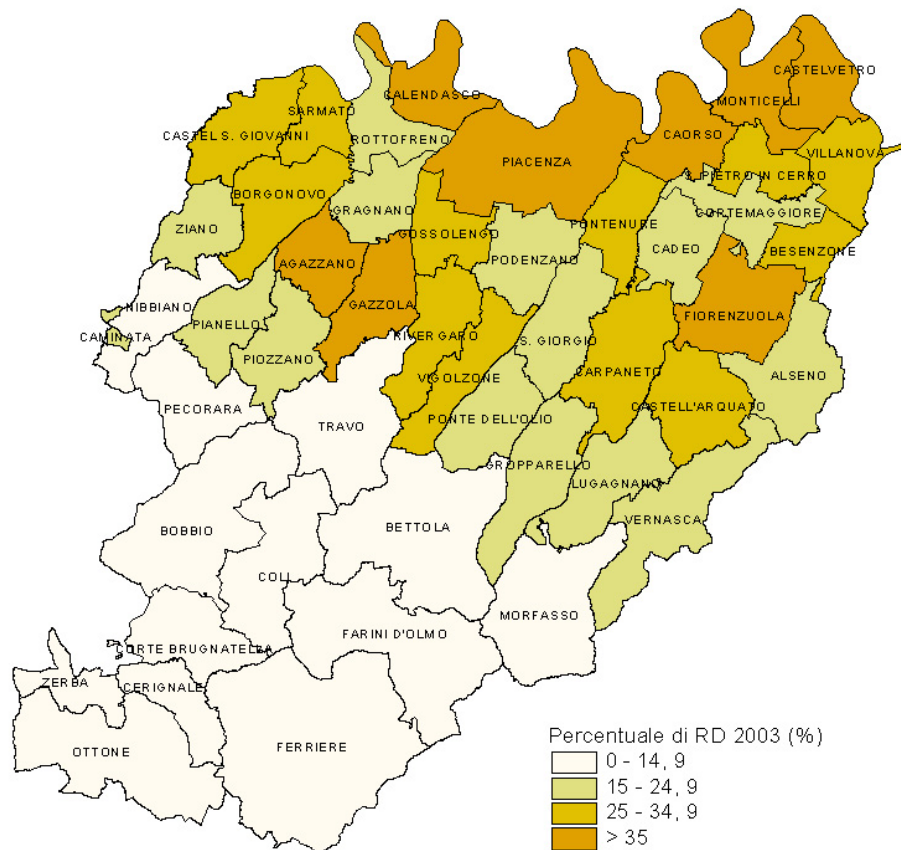 CASTELVETRO
CALENDASCO
MONTICELLI
SARMATO
CASTEL S. GIOVANNI
ROTTOFRENO
CAORSO
VILLANOVA
PIACENZA
S. PIETRO IN CERRO
BORGONOVO
GRAGNANO
CORTEMAGGIORE
ZIANO
GOSSOLENGO
PONTENURE
CADEO
BESENZONE
AGAZZANO
PODENZANO
GAZZOLA
NIBBIANO
FIORENZUOLA
PIANELLO
CAMINATA
RIVERGARO
S. GIORGIO
PIOZZANO
VIGOLZONE
CARPANETO
ALSENO
PECORARA
CASTELL'ARQUATO
TRAVO
PONTE DELL'OLIO
GROPPARELLO
LUGAGNANO
BOBBIO
BETTOLA
VERNASCA
COLI
MORFASSO
FARINI D'OLMO
CORTE BRUGNATELLA
ZERBA
CERIGNALE
OTTONE
FERRIERE
Percentuale di RD 2003 (%)
0 - 14, 9
15 - 24, 9
25 - 34, 9
> 35